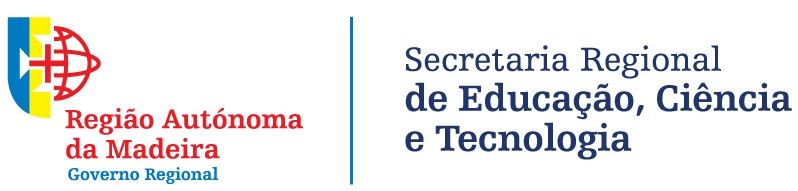 Região Autónoma
da Madeira
Governo Regional
Secretaria Regional
de Educação, Ciência
e Tecnologia